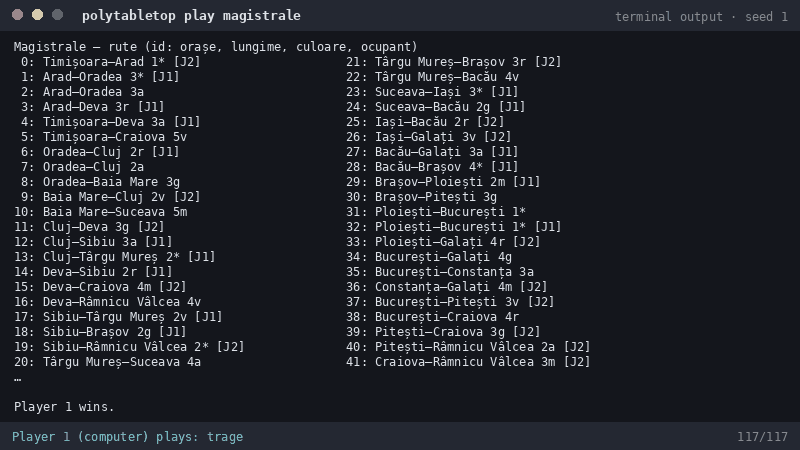 polytabletop play magistrale
terminal output · seed 1
Magistrale — rute (id: orașe, lungime, culoare, ocupant)
0: Timișoara—Arad 1* [J2]
1: Arad—Oradea 3* [J1]
2: Arad—Oradea 3a
3: Arad—Deva 3r [J1]
4: Timișoara—Deva 3a [J1]
5: Timișoara—Craiova 5v
6: Oradea—Cluj 2r [J1]
7: Oradea—Cluj 2a
8: Oradea—Baia Mare 3g
9: Baia Mare—Cluj 2v [J2]
10: Baia Mare—Suceava 5m
11: Cluj—Deva 3g [J2]
12: Cluj—Sibiu 3a [J1]
13: Cluj—Târgu Mureș 2* [J1]
14: Deva—Sibiu 2r [J1]
15: Deva—Craiova 4m [J2]
16: Deva—Râmnicu Vâlcea 4v
17: Sibiu—Târgu Mureș 2v [J1]
18: Sibiu—Brașov 2g [J1]
19: Sibiu—Râmnicu Vâlcea 2* [J2]
20: Târgu Mureș—Suceava 4a
21: Târgu Mureș—Brașov 3r [J2]
22: Târgu Mureș—Bacău 4v
23: Suceava—Iași 3* [J1]
24: Suceava—Bacău 2g [J1]
25: Iași—Bacău 2r [J2]
26: Iași—Galați 3v [J2]
27: Bacău—Galați 3a [J1]
28: Bacău—Brașov 4* [J1]
29: Brașov—Ploiești 2m [J1]
30: Brașov—Pitești 3g
31: Ploiești—București 1*
32: Ploiești—București 1* [J1]
33: Ploiești—Galați 4r [J2]
34: București—Galați 4g
35: București—Constanța 3a
36: Constanța—Galați 4m [J2]
37: București—Pitești 3v [J2]
38: București—Craiova 4r
39: Pitești—Craiova 3g [J2]
40: Pitești—Râmnicu Vâlcea 2a [J2]
41: Craiova—Râmnicu Vâlcea 3m [J2]
…
Player 1 wins.
Player 1 (computer) plays: trage
117/117